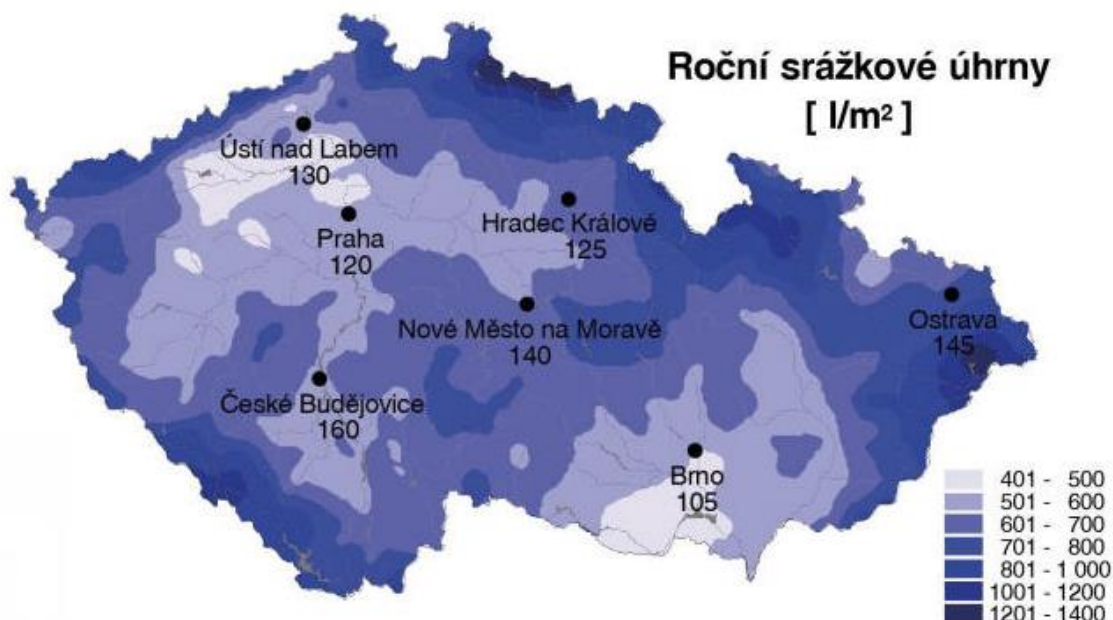 Roční srážkové úhrny
[ l/m² ]
Ústí nad Labem
130
Praha
120
Hradec Králové
125
Nové Město na Moravě
140
Ostrava
145
České Budějovice
160
Brno
105
401 - 500
501 - 600
601 - 700
701 - 800
801 - 1 000
1001 - 1200
1201 - 1400